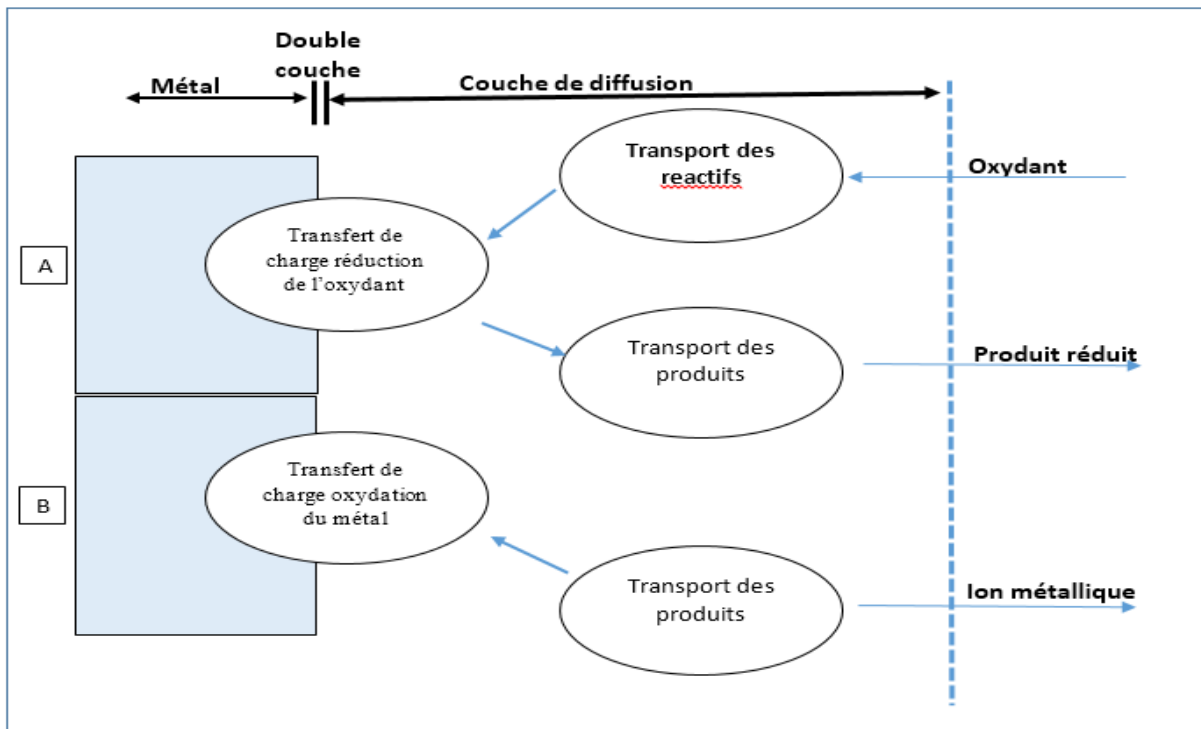 Double
couche
Métal
Couche de diffusion
Transport des
reactifs
Oxydant
Transfert de
charge réduction
de l'oxydant
A
Transport des
produits
Produit réduit
Transfert de
charge oxydation
du métal
B
Transport des
produits
Ion métallique